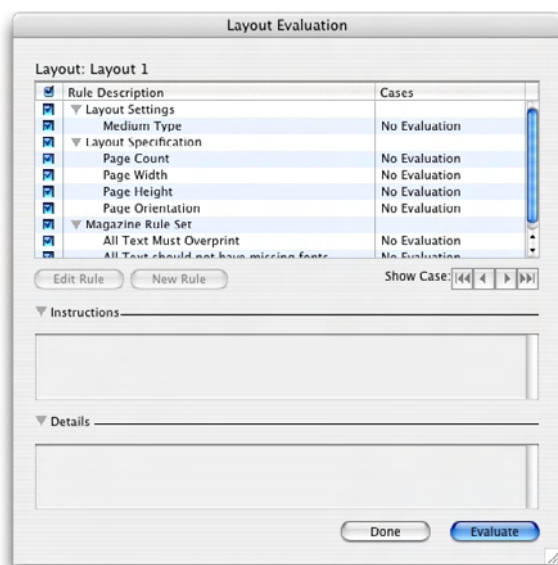 Layout Evaluation
Layout: Layout 1
Rule Description Cases
Layout Settings
Medium Type No Evaluation
Layout Specification
Page Count No Evaluation
Page Width No Evaluation
Page Height No Evaluation
Page Orientation No Evaluation
Magazine Rule Set
All Text Must Overprint No Evaluation
All Text should not have missing fonts No Evaluation
Edit Rule New Rule Show Case:
Instructions
Details
Done Evaluate